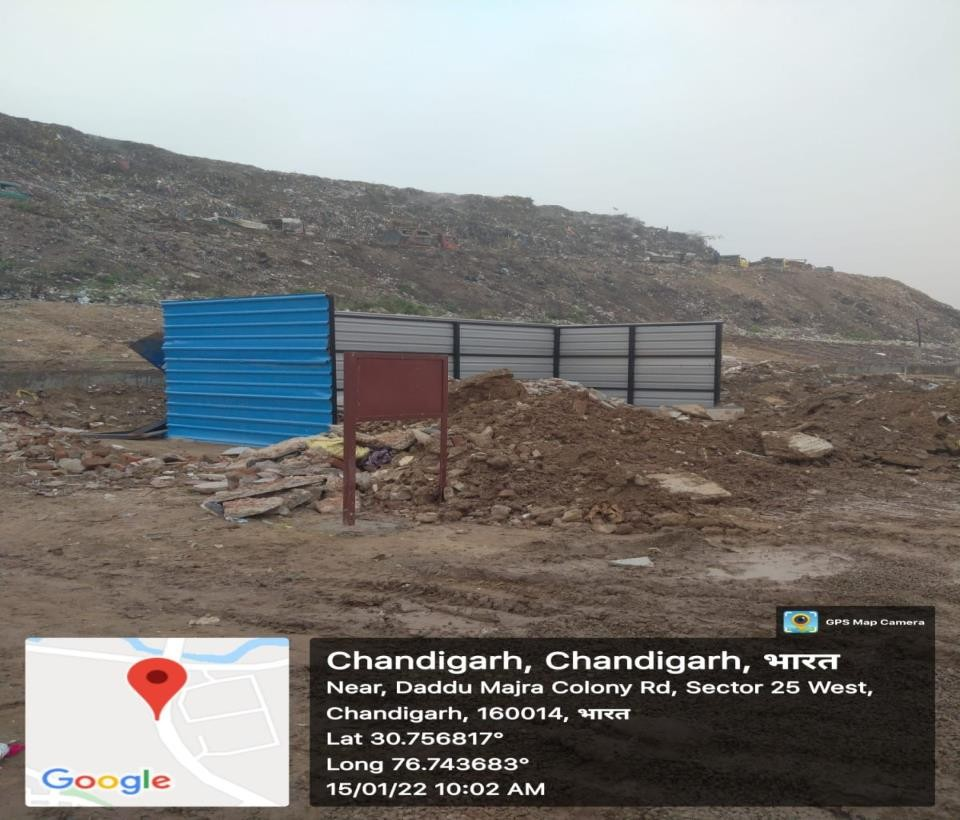 GPS Map Camera
Chandigarh, Chandigarh, भारत
Near, Daddu Majra Colony Rd, Sector 25 West,
Chandigarh, 160014, भारत
Lat 30.756817°
Long 76.743683°
15/01/22 10:02 AM
Google